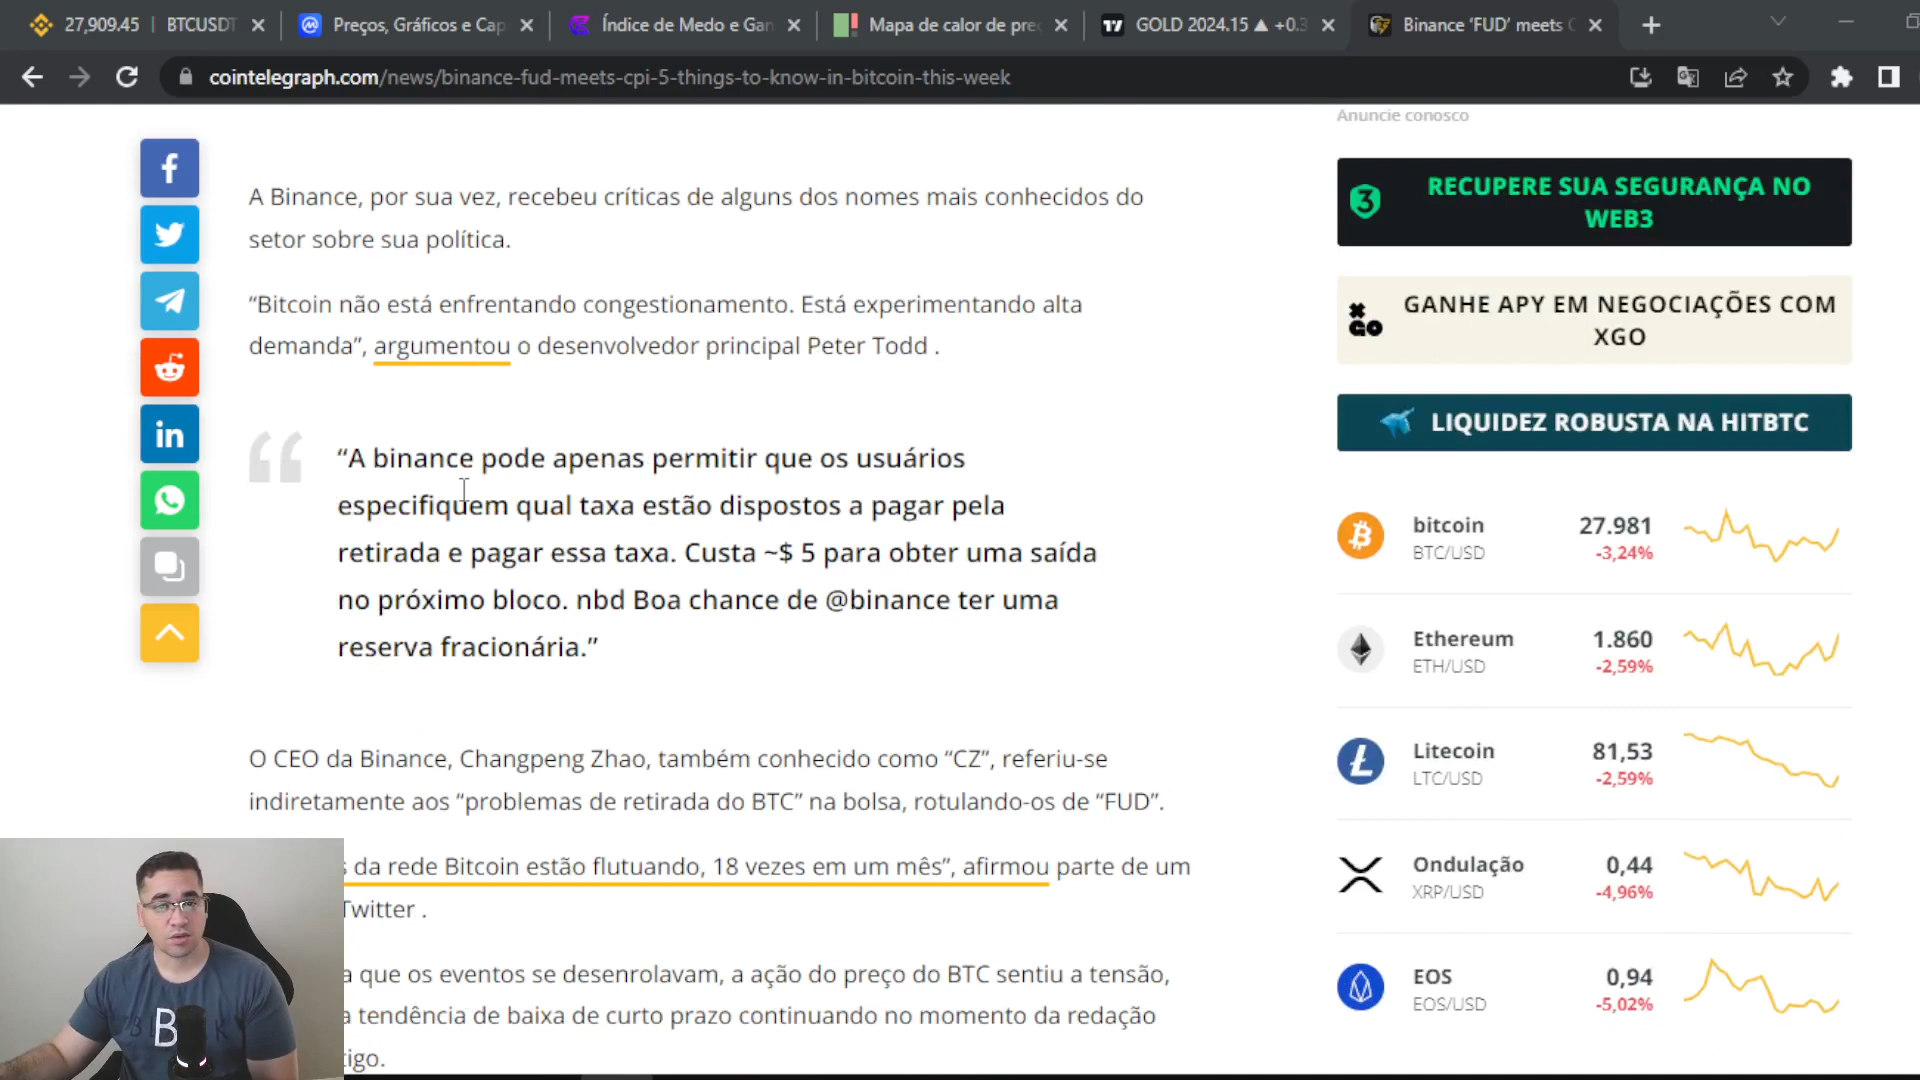 27,909.45 | BTCUSDT
Preços, Gráficos e Cap
Índice de Medo e Gan
Mapa de calor de pre
GOLD 2024.15 ▲ +0.3
Binance ‘FUD’ meets C
cointelegraph.com/news/binance-fud-meets-cpi-5-things-to-know-in-bitcoin-this-week
A Binance, por sua vez, recebeu críticas de alguns dos nomes mais conhecidos do
setor sobre sua política.
“Bitcoin não está enfrentando congestionamento. Está experimentando alta
demanda”, argumentou o desenvolvedor principal Peter Todd .
“A binance pode apenas permitir que os usuários
especifiquem qual taxa estão dispostos a pagar pela
retirada e pagar essa taxa. Custa ~$ 5 para obter uma saída
no próximo bloco. nbd Boa chance de @binance ter uma
reserva fracionária.”
O CEO da Binance, Changpeng Zhao, também conhecido como “CZ”, referiu-se
indiretamente aos “problemas de retirada do BTC” na bolsa, rotulando-os de “FUD”.
da rede Bitcoin estão flutuando, 18 vezes em um mês”, afirmou parte de um
Twitter .
a que os eventos se desenrolavam, a ação do preço do BTC sentiu a tensão,
a tendência de baixa de curto prazo continuando no momento da redação
tigo.
Anuncie conosco
RECUPERE SUA SEGURANÇA NO
WEB3
GANHE APY EM NEGOCIAÇÕES COM
XGO
LIQUIDEZ ROBUSTA NA HITBTC
bitcoin 27.981
BTC/USD -3,24%
Ethereum 1.860
ETH/USD -2,59%
Litecoin 81,53
LTC/USD -2,59%
Ondulação 0,44
XRP/USD -4,96%
EOS 0,94
EOS/USD -5,02%